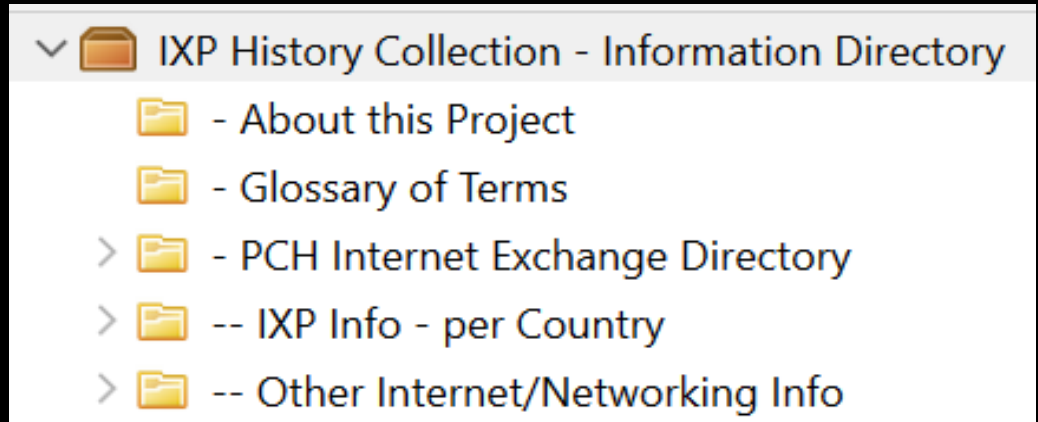 IXP History Collection - Information Directory
- About this Project
- Glossary of Terms
- PCH Internet Exchange Directory
-- IXP Info - per Country
-- Other Internet/Networking Info